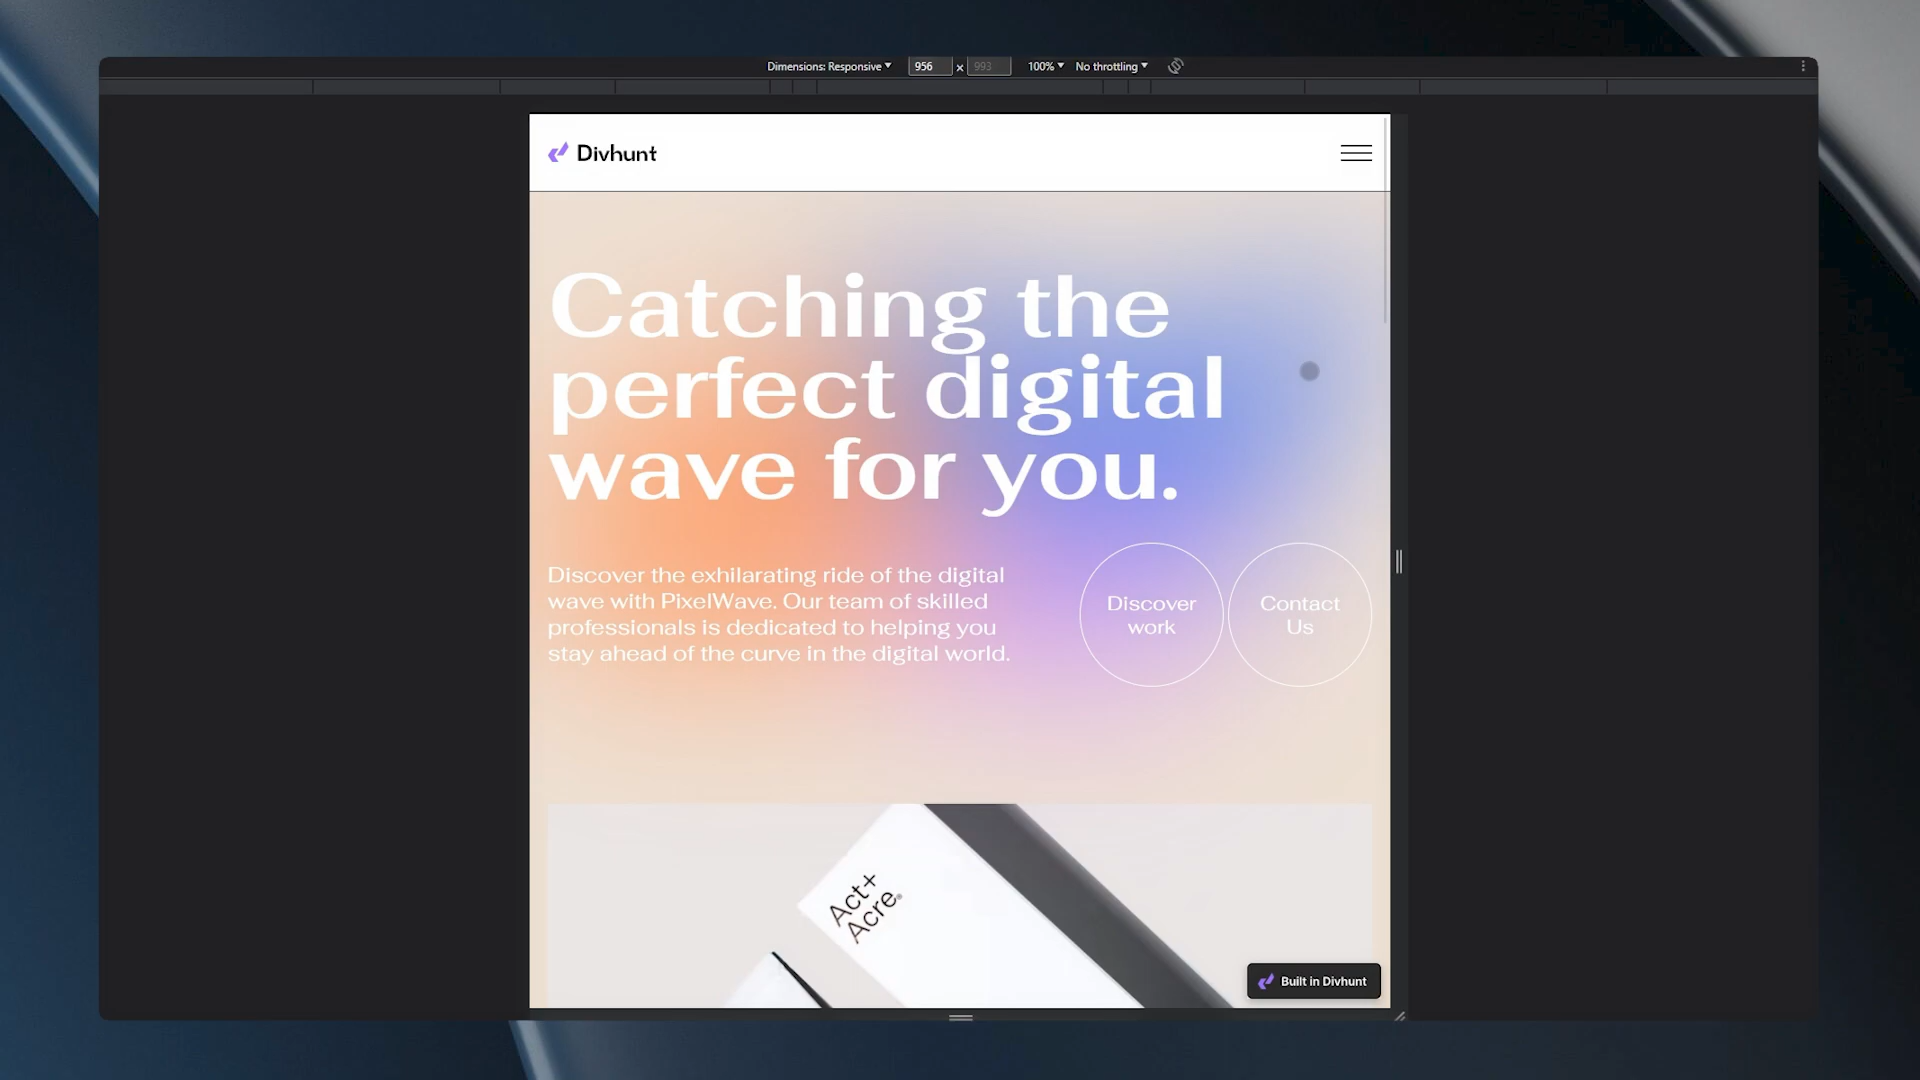 Dimensions: Responsive 956 x 993 100% No throttling
Divhunt
Catching the
perfect digital
wave for you.
Discover the exhilarating ride of the digital
wave with PixelWave. Our team of skilled
professionals is dedicated to helping you
stay ahead of the curve in the digital world.
Discover
work
Contact
Us
Act+
Acre®
Built in Divhunt